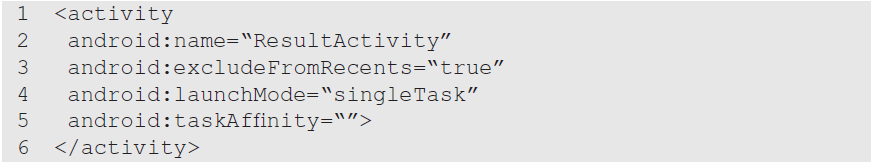 1 <activity
2 android:name=“ResultActivity”
3 android:excludeFromRecents=“true”
4 android:launchMode=“singleTask”
5 android:taskAffinity=“”>
6 </activity>